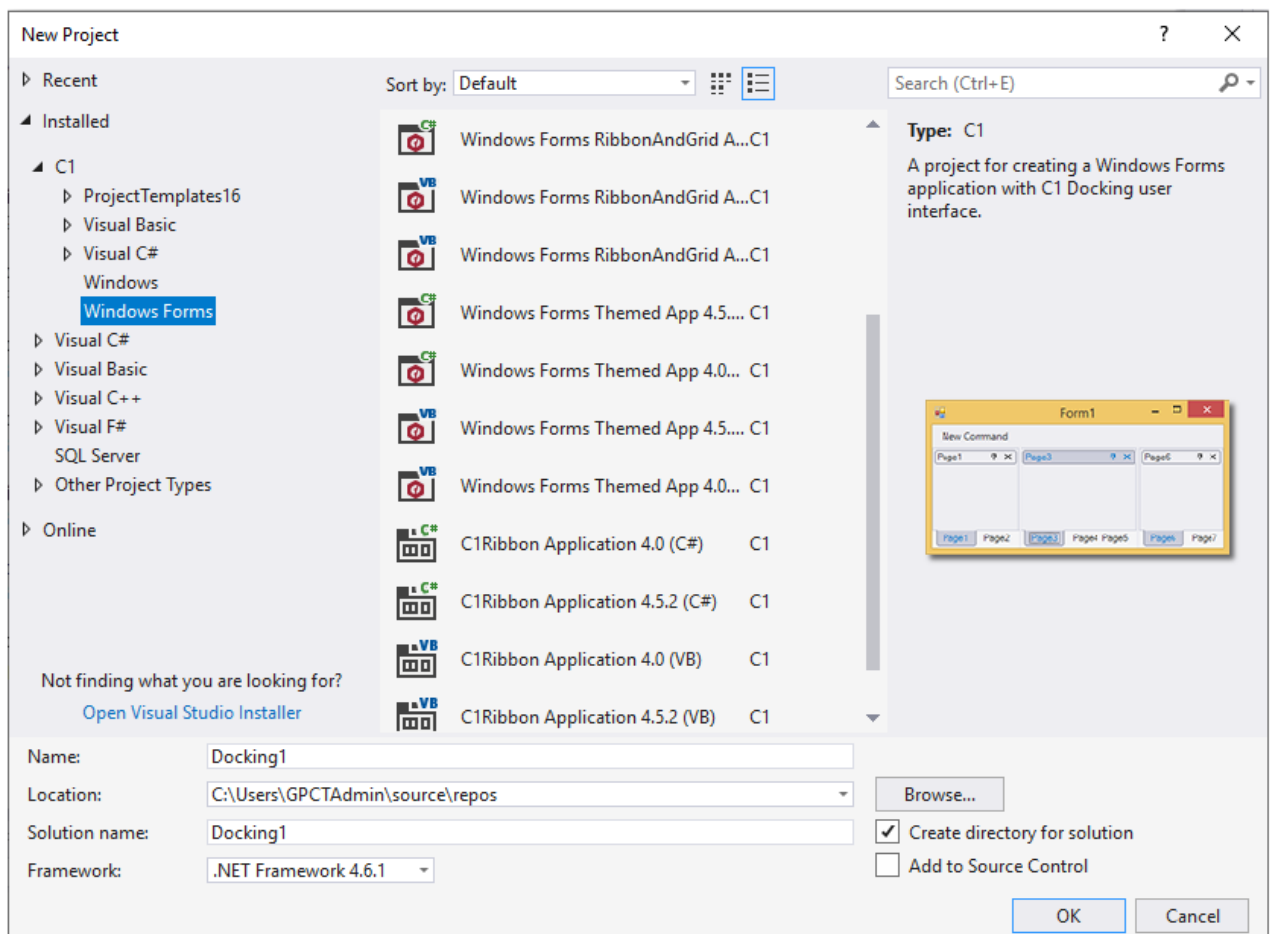 New Project
?
Recent
Installed
C1
ProjectTemplates16
Visual Basic
Visual C#
Windows
Windows Forms
Visual C#
Visual Basic
Visual C++
Visual F#
SQL Server
Other Project Types
Online
Not finding what you are looking for?
Open Visual Studio Installer
Sort by: Default
C# Windows Forms RibbonAndGrid A...C1
VB Windows Forms RibbonAndGrid A...C1
VB Windows Forms RibbonAndGrid A...C1
C# Windows Forms Themed App 4.5.... C1
C# Windows Forms Themed App 4.0... C1
VB Windows Forms Themed App 4.5.... C1
VB Windows Forms Themed App 4.0... C1
C# C1Ribbon Application 4.0 (C#) C1
C# C1Ribbon Application 4.5.2 (C#) C1
VB C1Ribbon Application 4.0 (VB) C1
VB C1Ribbon Application 4.5.2 (VB) C1
Search (Ctrl+E)
Type: C1
A project for creating a Windows Forms
application with C1 Docking user
interface.
Form1
New Command
Page1 Page3 Page6
Page1 Page2 Page3 Page4 Page5 Page6 Page7
Name: Docking1
Location: C:\Users\GPCTAdmin\source\repos Browse...
Solution name: Docking1 Create directory for solution
Framework: .NET Framework 4.6.1 Add to Source Control
OK Cancel